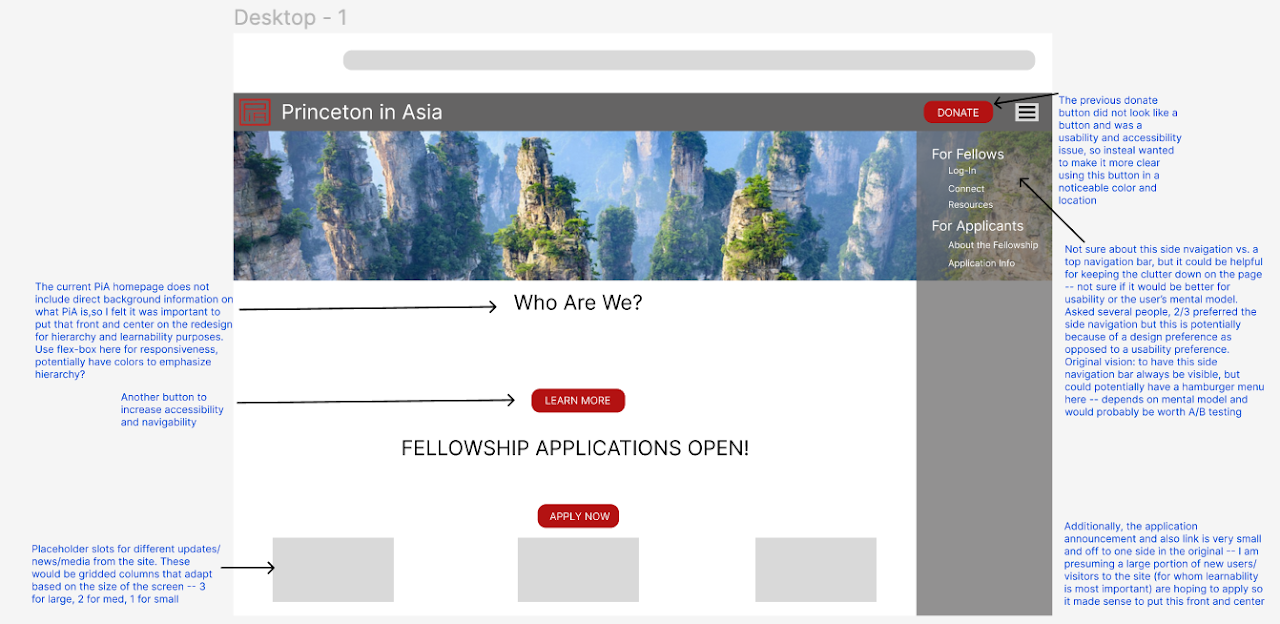 Desktop - 1
Princeton in Asia
DONATE
The previous donate
button did not look like a
button and was a
usability and accessibility
issue, so insteal wanted
to make it more clear
using this button in a
noticeable color and
location
For Fellows
Log-In
Connect
Resources
For Applicants
About the Fellowship
Application Info
Not sure about this side nvaigation vs. a
top navigation bar, but it could be helpful
for keeping the clutter down on the page
-- not sure if it would be better for
usability or the user's mental model.
Asked several people, 2/3 preferred the
side navigation but this is potentially
because of a design preference as
opposed to a usability preference.
Original vision: to have this side
navigation bar always be visible, but
could potentially have a hamburger menu
here -- depends on mental model and
would probably be worth A/B testing
The current PiA homepage does not
include direct background information on
what PiA is,so I felt it was important to
put that front and center on the redesign
for hierarchy and learnability purposes.
Use flex-box here for responsiveness,
potentially have colors to emphasize
hierarchy?
Who Are We?
Another button to
increase accessibility
and navigability
LEARN MORE
FELLOWSHIP APPLICATIONS OPEN!
APPLY NOW
Placeholder slots for different updates/
news/media from the site. These
would be gridded columns that adapt
based on the size of the screen -- 3
for large, 2 for med, 1 for small
Additionally, the application
announcement and also link is very small
and off to one side in the original -- I am
presuming a large portion of new users/
visitors to the site (for whom learnability
is most important) are hoping to apply so
it made sense to put this front and center